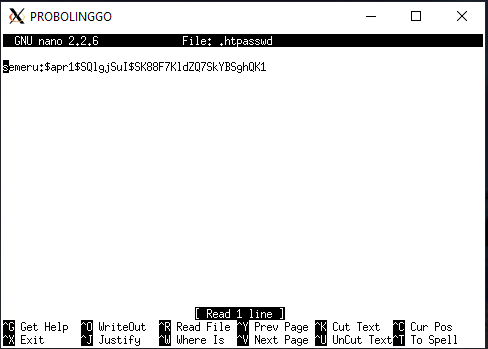 PROBOLINGGO
GNU nano 2.2.6 File: .htpasswd
semeru:$apr1$SQlgjSuI$SK88F7KldZQ7SkYBSghQK1
[ Read 1 line ]
^G Get Help ^O WriteOut ^R Read File ^Y Prev Page ^K Cut Text ^C Cur Pos
^X Exit ^J Justify ^W Where Is ^V Next Page ^U UnCut Text ^T To Spell